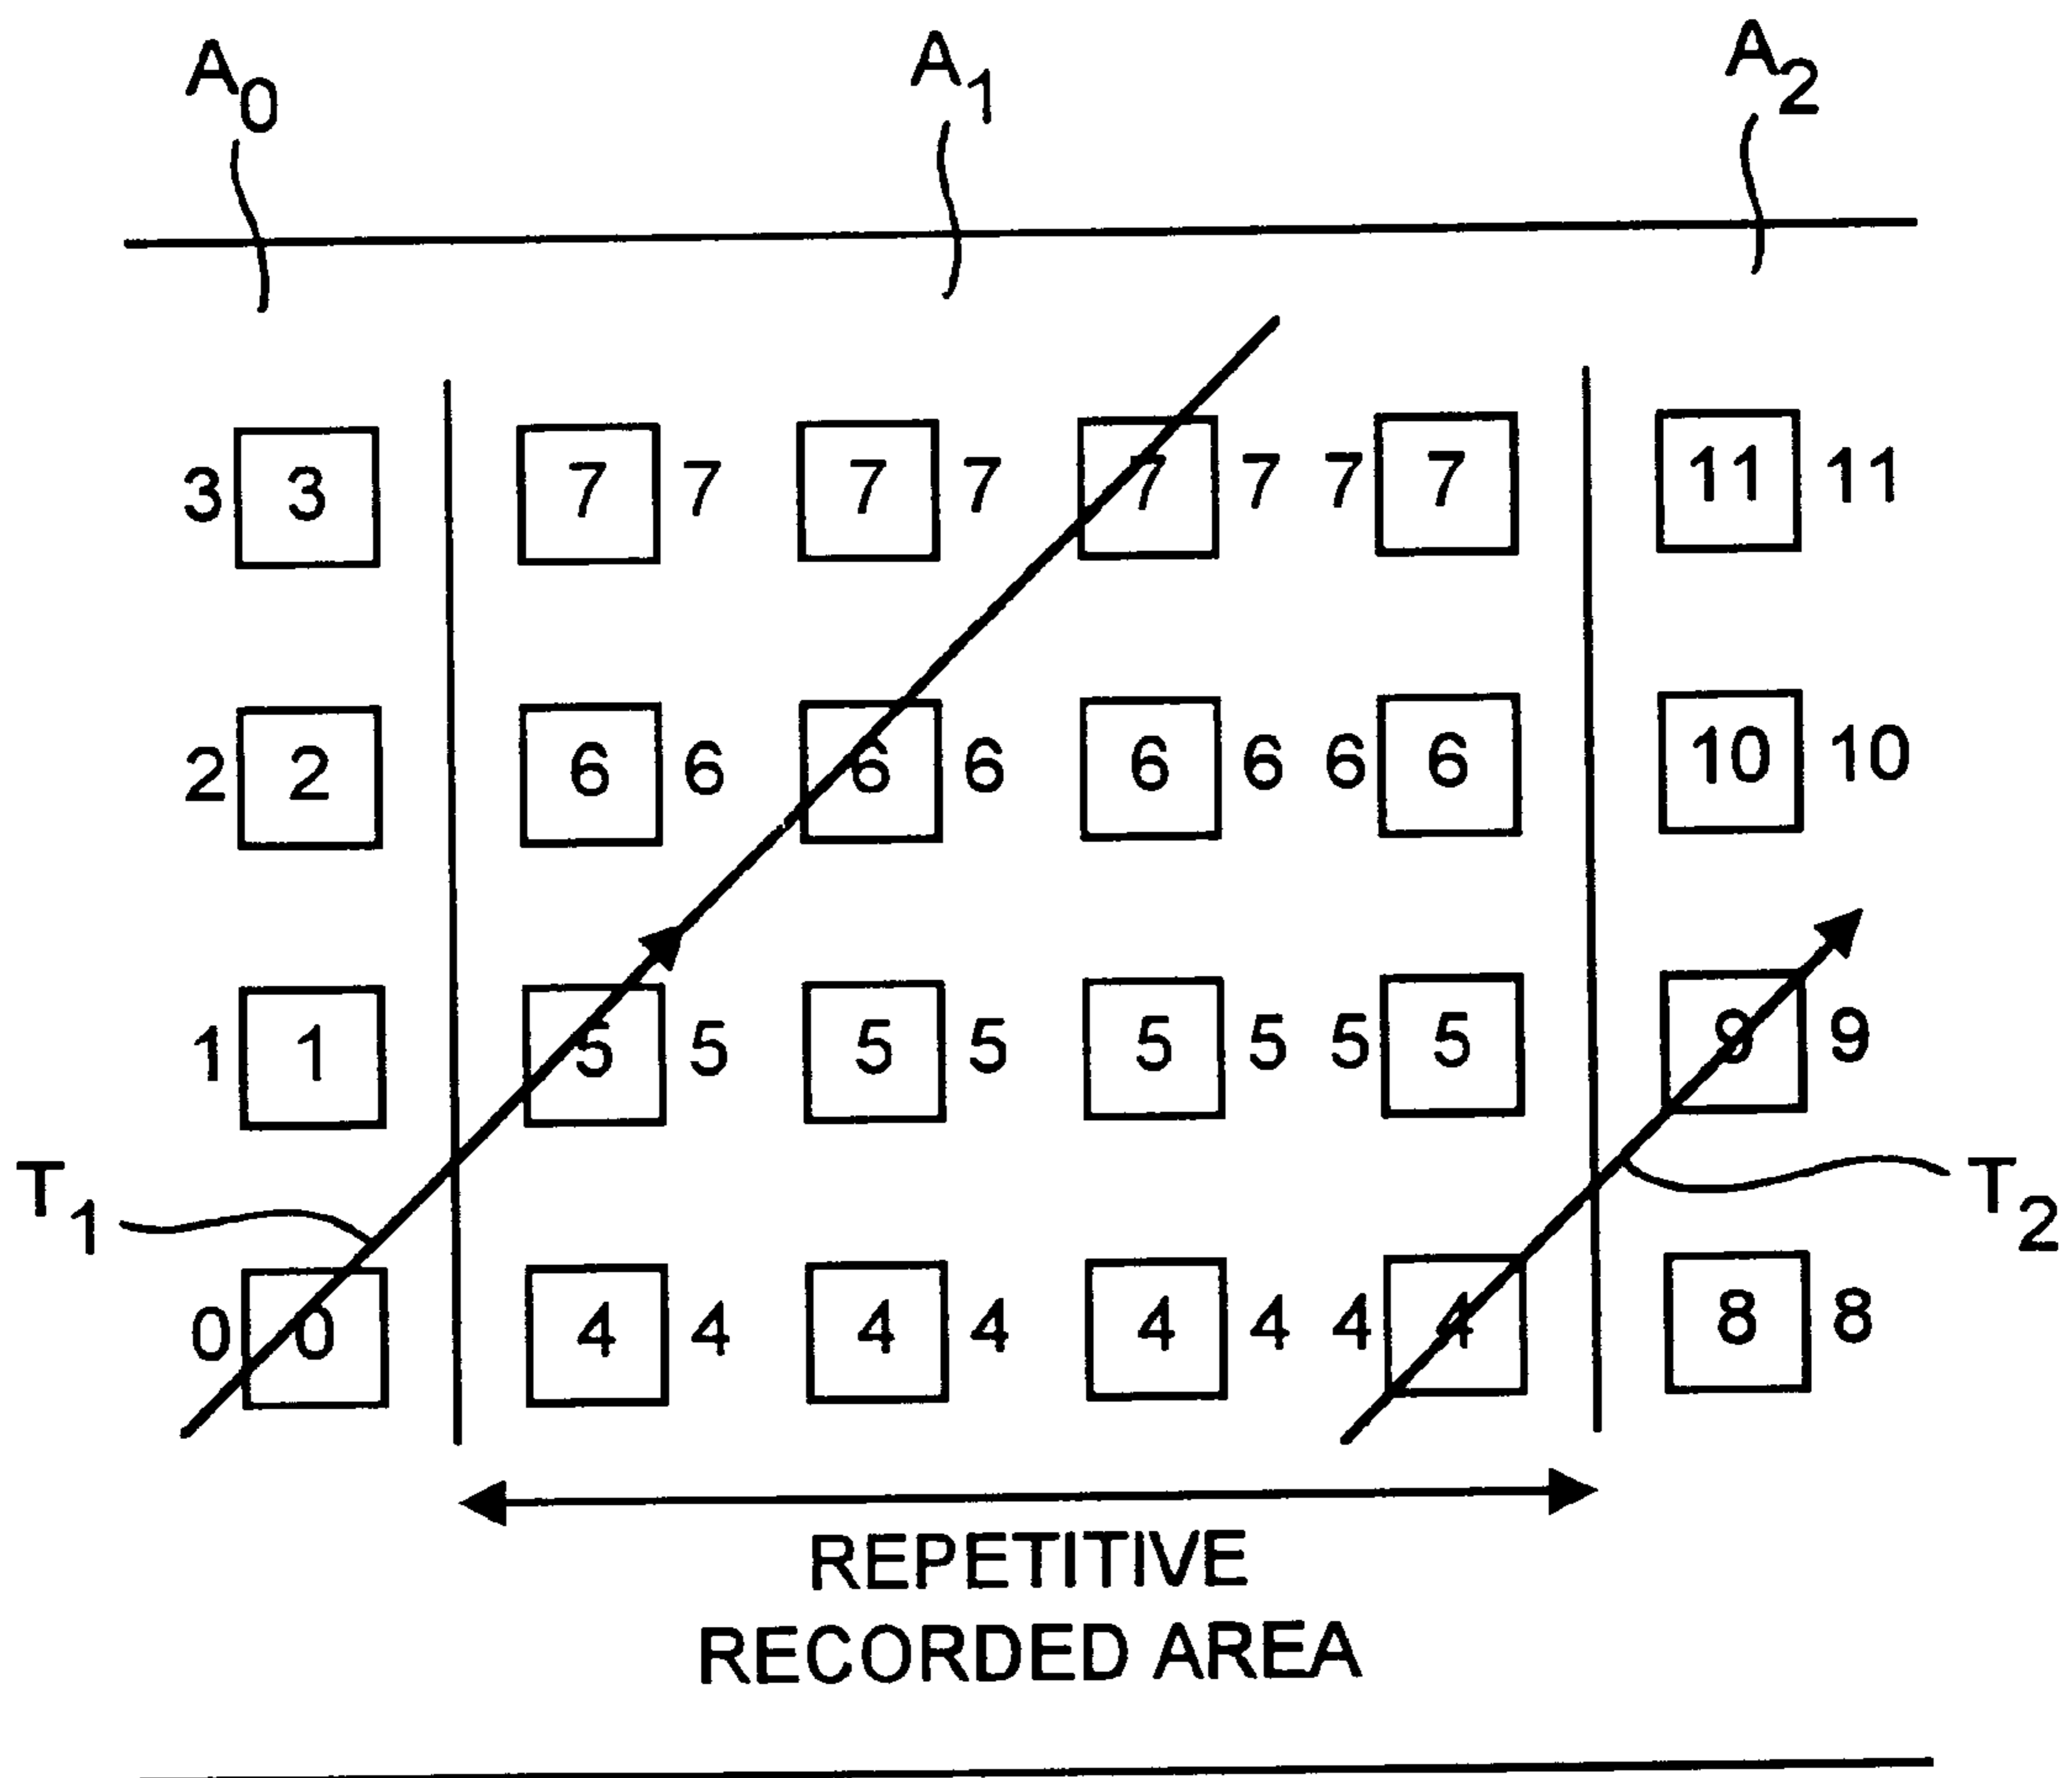 A0 A1 A2
3 3 7 7 7 7 7 7 7 7 11 11
2 2 6 6 6 6 6 6 6 6 10 10
1 1 5 5 5 5 5 5 5 5 9 9
T1 T2
0 0 4 4 4 4 4 4 4 4 8 8
REPETITIVE
RECORDED AREA